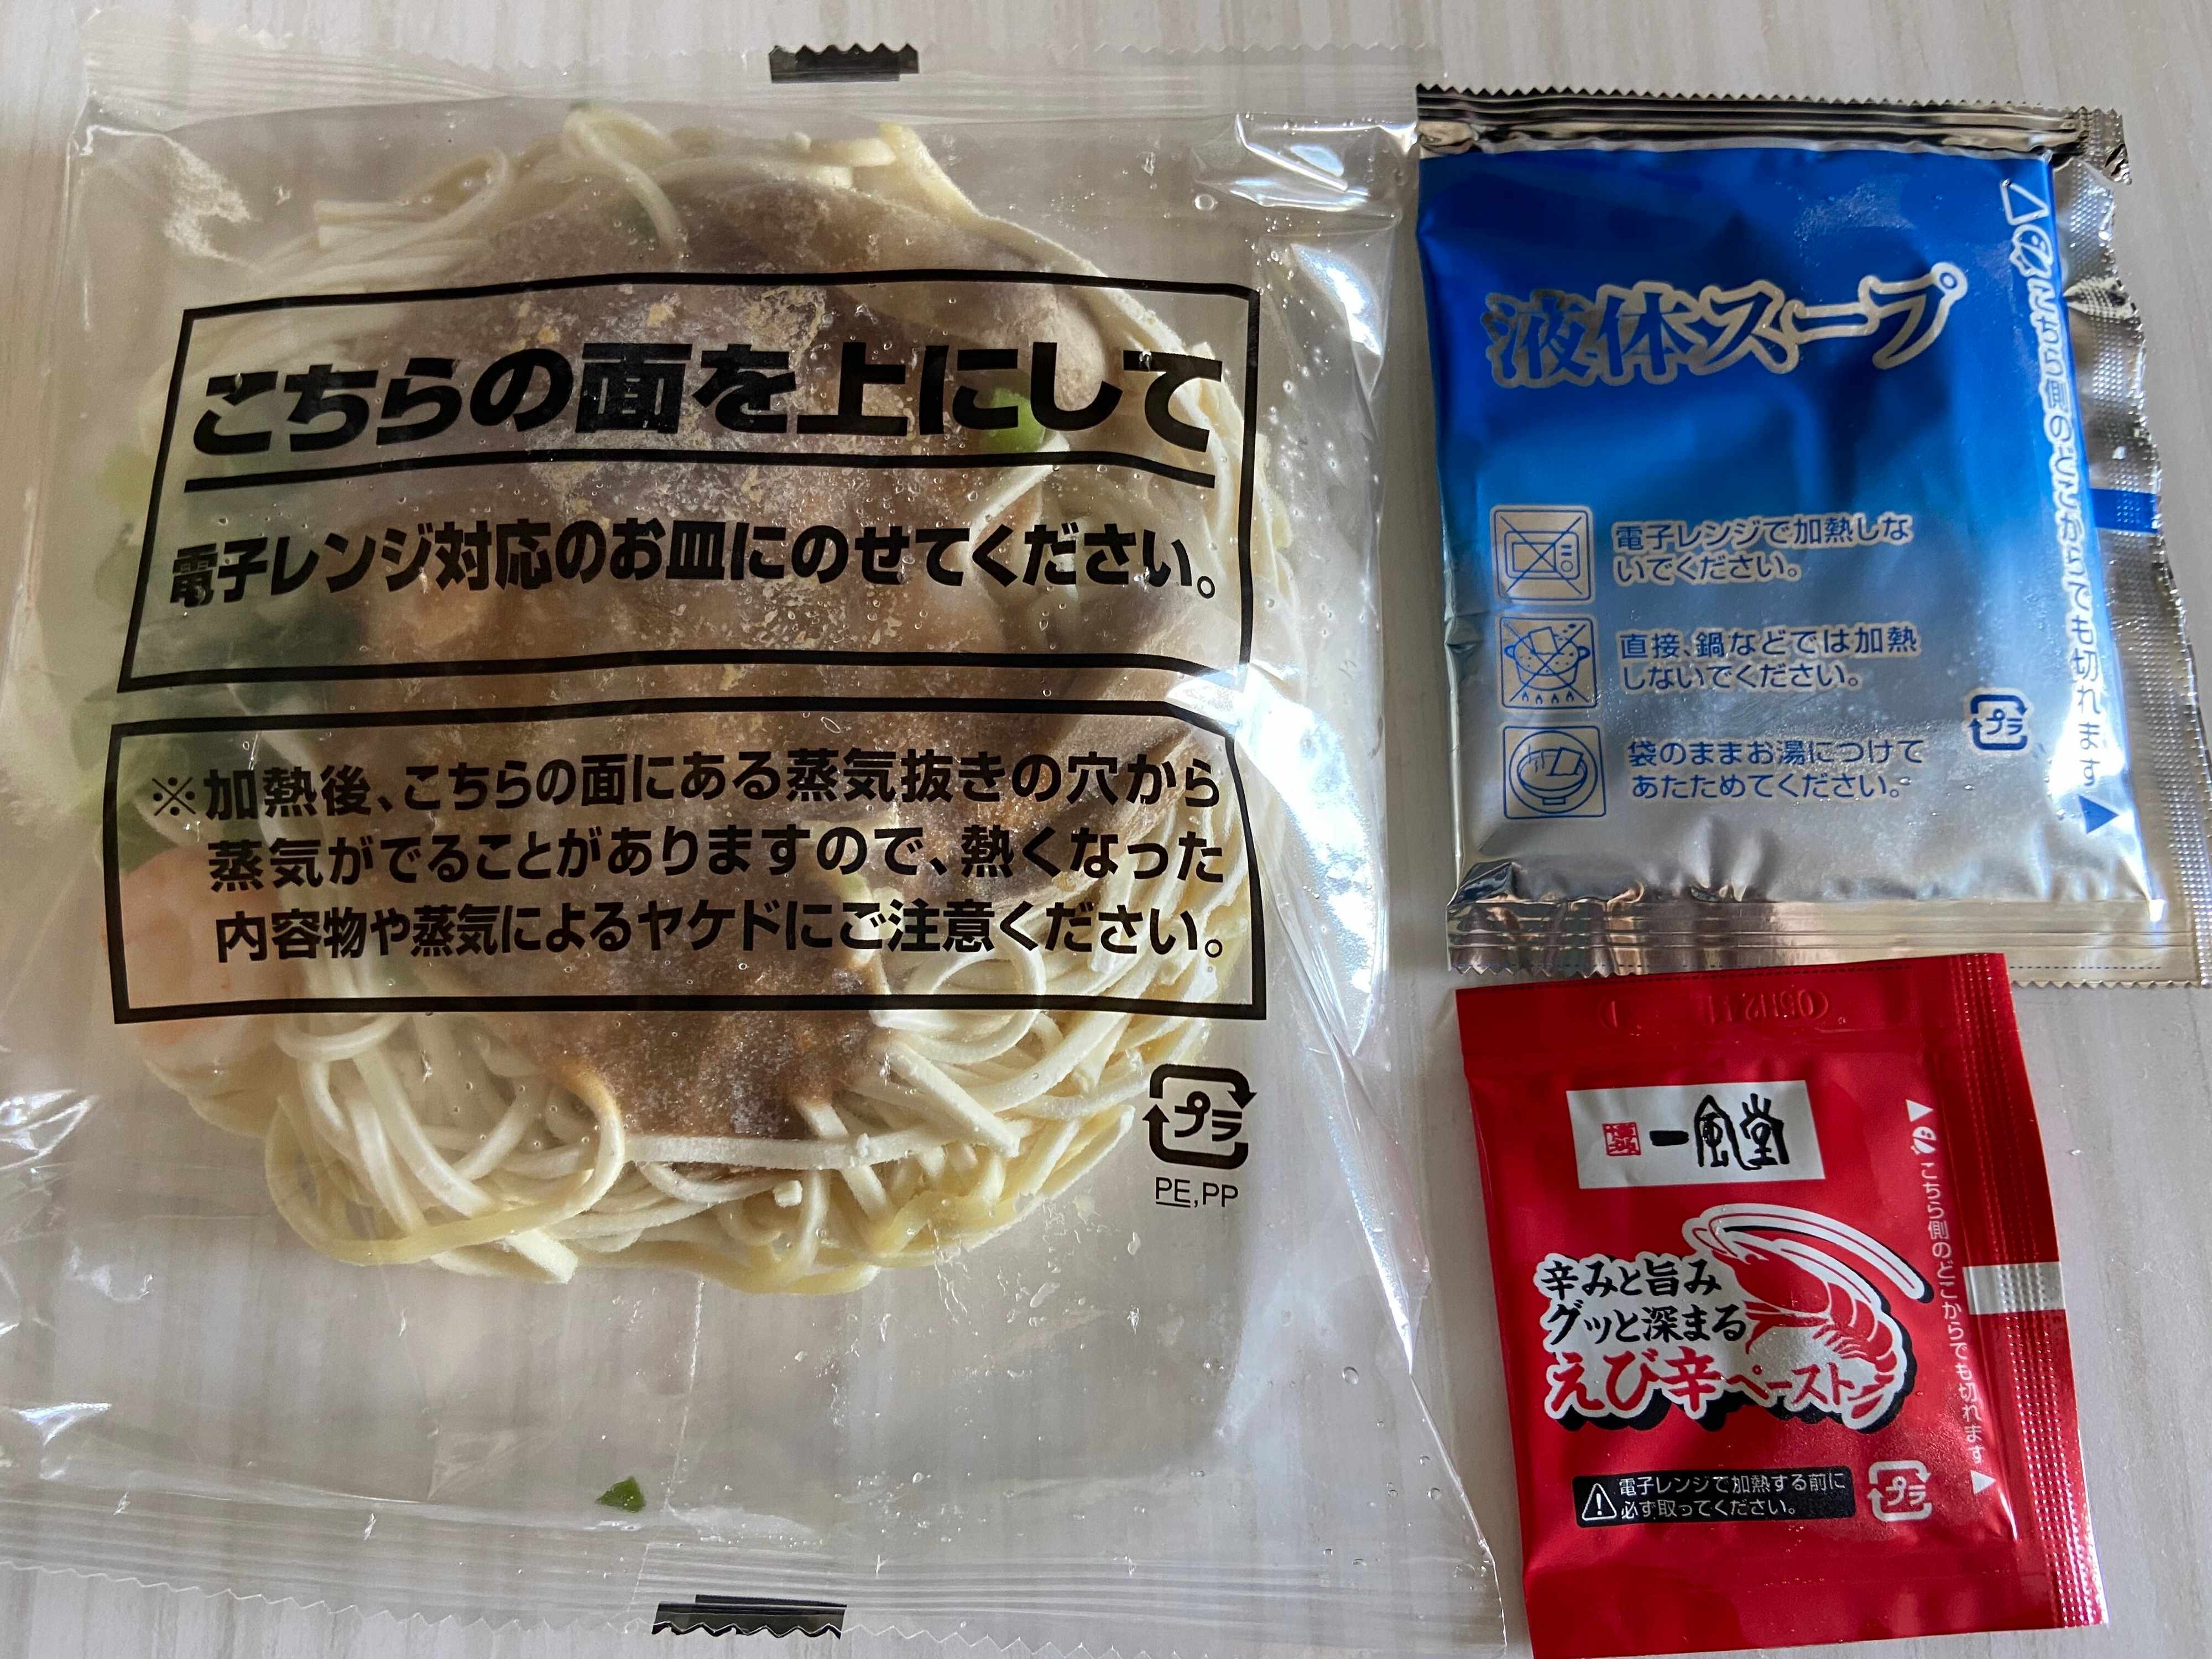 こちらの面を上にして
電子レンジ対応のお皿にのせてください。
※加熱後、こちらの面にある蒸気抜きの穴から
蒸気がでることがありますので、熱くなった
内容物や蒸気によるヤケドにご注意ください。
プラ
PE,PP
液体スープ
電子レンジで加熱しな
いでください。
直接、鍋などでは加熱
しないでください。
袋のままお湯につけて
あたためてください。
プラ
こちら側のどこからでも切れます
一風堂
辛みと旨み
グッと深まる
えび辛ペースト
電子レンジで加熱する前に
必ず取ってください。
プラ
こちら側のどこからでも切れます